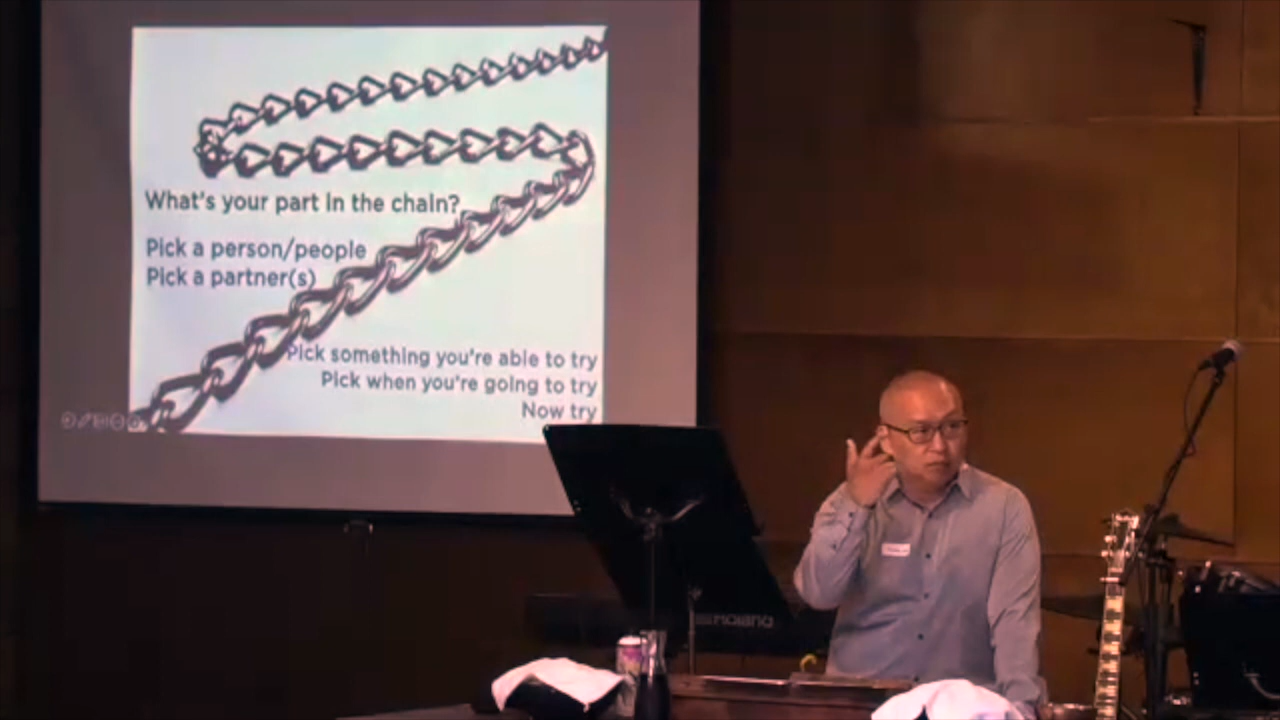 What's your part in the chain?
Pick a person/people
Pick a partner(s)
Pick something you're able to try
Pick when you're going to try
Now try
Roland